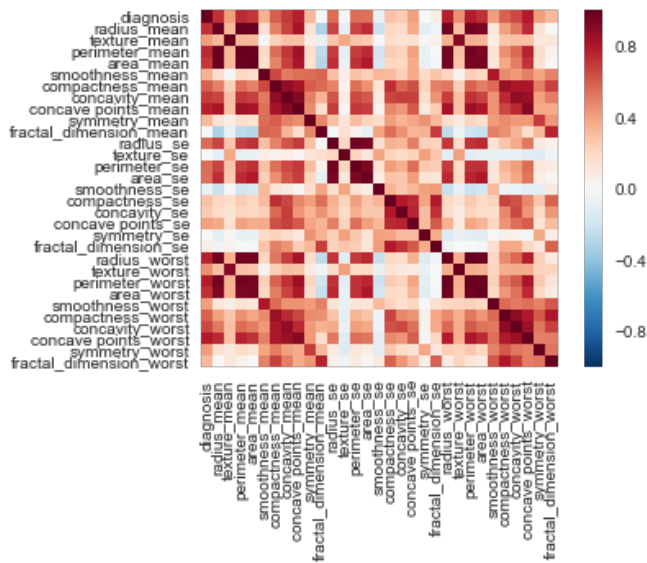 diagnosis
radius_mean
texture_mean
perimeter_mean
area_mean
smoothness_mean
compactness_mean
concavity_mean
concave points_mean
symmetry_mean
fractal_dimension_mean
radius_se
texture_se
perimeter_se
area_se
smoothness_se
compactness_se
concavity_se
concave points_se
symmetry_se
fractal_dimension_se
radius_worst
texture_worst
perimeter_worst
area_worst
smoothness_worst
compactness_worst
concavity_worst
concave points_worst
symmetry_worst
fractal_dimension_worst
diagnosis
radius_mean
texture_mean
perimeter_mean
area_mean
smoothness_mean
compactness_mean
concavity_mean
concave points_mean
symmetry_mean
fractal_dimension_mean
radius_se
texture_se
perimeter_se
area_se
smoothness_se
compactness_se
concavity_se
concave points_se
symmetry_se
fractal_dimension_se
radius_worst
texture_worst
perimeter_worst
area_worst
smoothness_worst
compactness_worst
concavity_worst
concave points_worst
symmetry_worst
fractal_dimension_worst
0.8
0.4
0.0
−0.4
−0.8